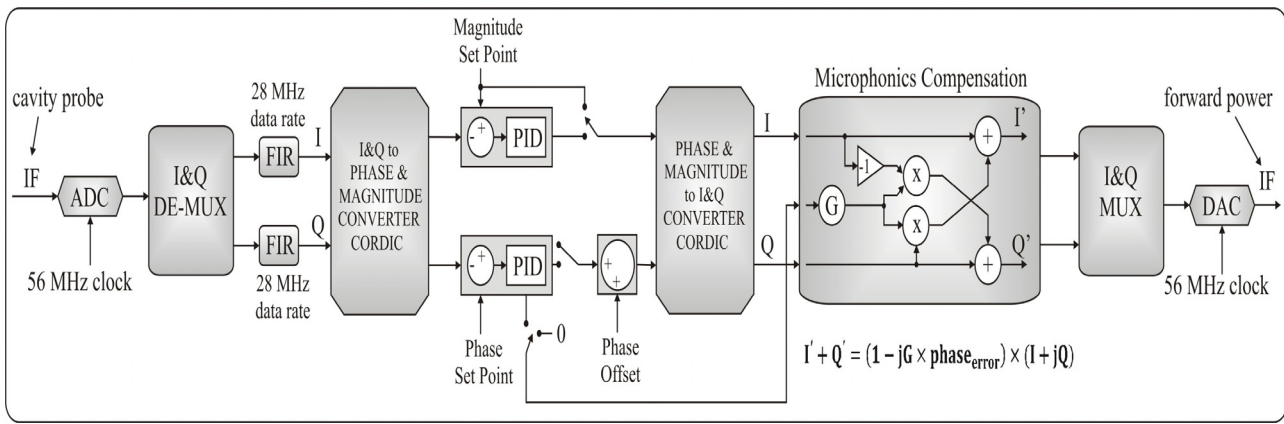 cavity probe
IF
ADC
56 MHz clock
I&Q
DE-MUX
28 MHz
data rate
FIR
I
Q
FIR
28 MHz
data rate
I&Q to
PHASE &
MAGNITUDE
CONVERTER
CORDIC
Magnitude
Set Point
- +
PID
- +
PID
Phase
Set Point
0
+
+
Phase
Offset
PHASE &
MAGNITUDE
to I&Q
CONVERTER
CORDIC
I
Q
Microphonics Compensation
-1
G
x
x
+
+
I'
Q'
I' + Q' = (1 − jG × phase_error) × (I + jQ)
I&Q
MUX
forward power
IF
DAC
56 MHz clock